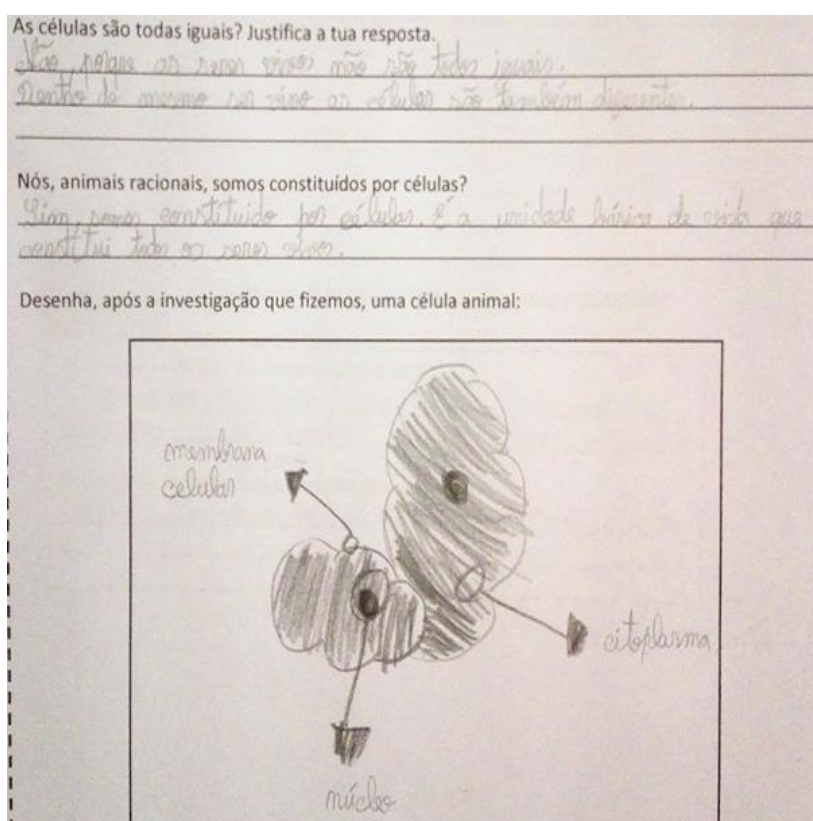 As células são todas iguais? Justifica a tua resposta.
Não, porque os seres vivos não são todos iguais.
Dentro do mesmo ser vivo as células são também diferentes.
Nós, animais racionais, somos constituídos por células?
Sim, somos constituido por células. É a unidade básica da vida que
constitui todos os seres vivos.
Desenha, após a investigação que fizemos, uma célula animal:
membrana
celular
citoplasma
núcleo